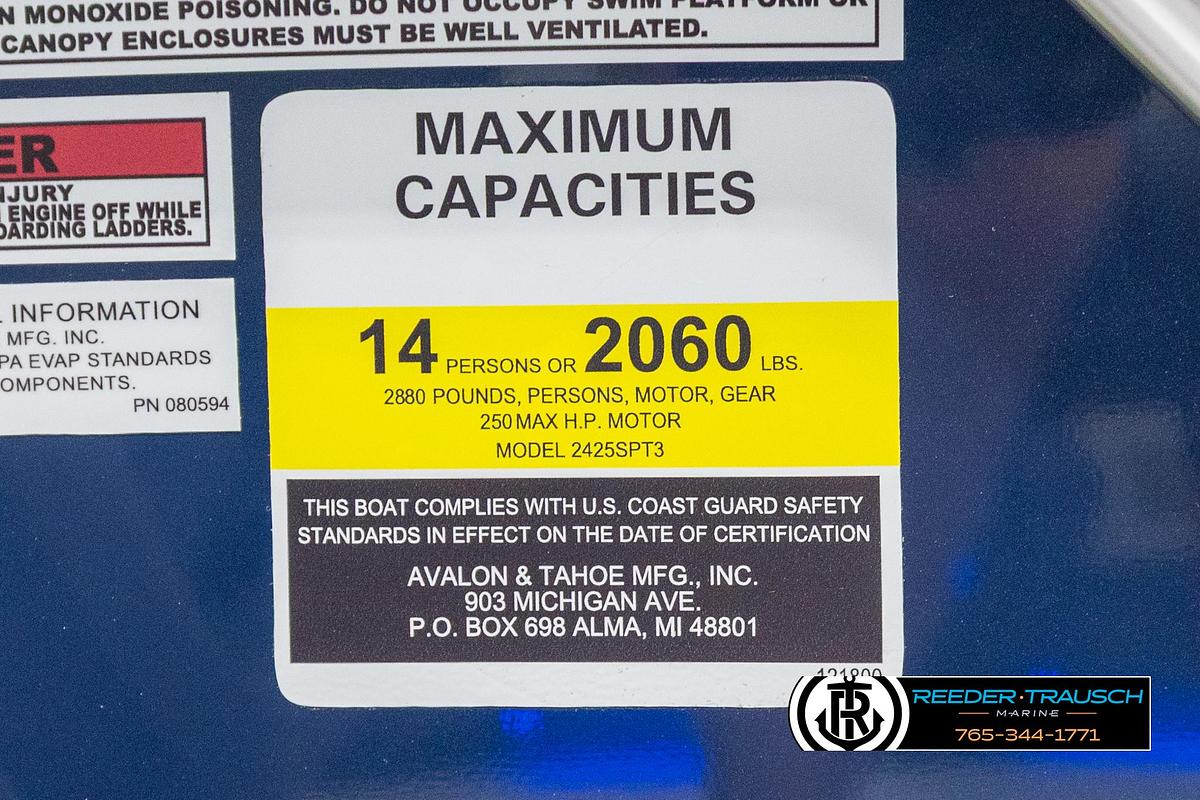 N MONOXIDE POISONING. DO NOT OCCUPY SWIM PLATFORM OR
CANOPY ENCLOSURES MUST BE WELL VENTILATED.
ER
NJURY
ENGINE OFF WHILE
OARDING LADDERS.
L INFORMATION
MFG. INC.
PA EVAP STANDARDS
OMPONENTS.
PN 080594
MAXIMUM
CAPACITIES
14 PERSONS OR 2060 LBS.
2880 POUNDS, PERSONS, MOTOR, GEAR
250 MAX H.P. MOTOR
MODEL 2425SPT3
THIS BOAT COMPLIES WITH U.S. COAST GUARD SAFETY
STANDARDS IN EFFECT ON THE DATE OF CERTIFICATION
AVALON & TAHOE MFG., INC.
903 MICHIGAN AVE.
P.O. BOX 698 ALMA, MI 48801
REEDER·TRAUSCH
MARINE
765-344-1771